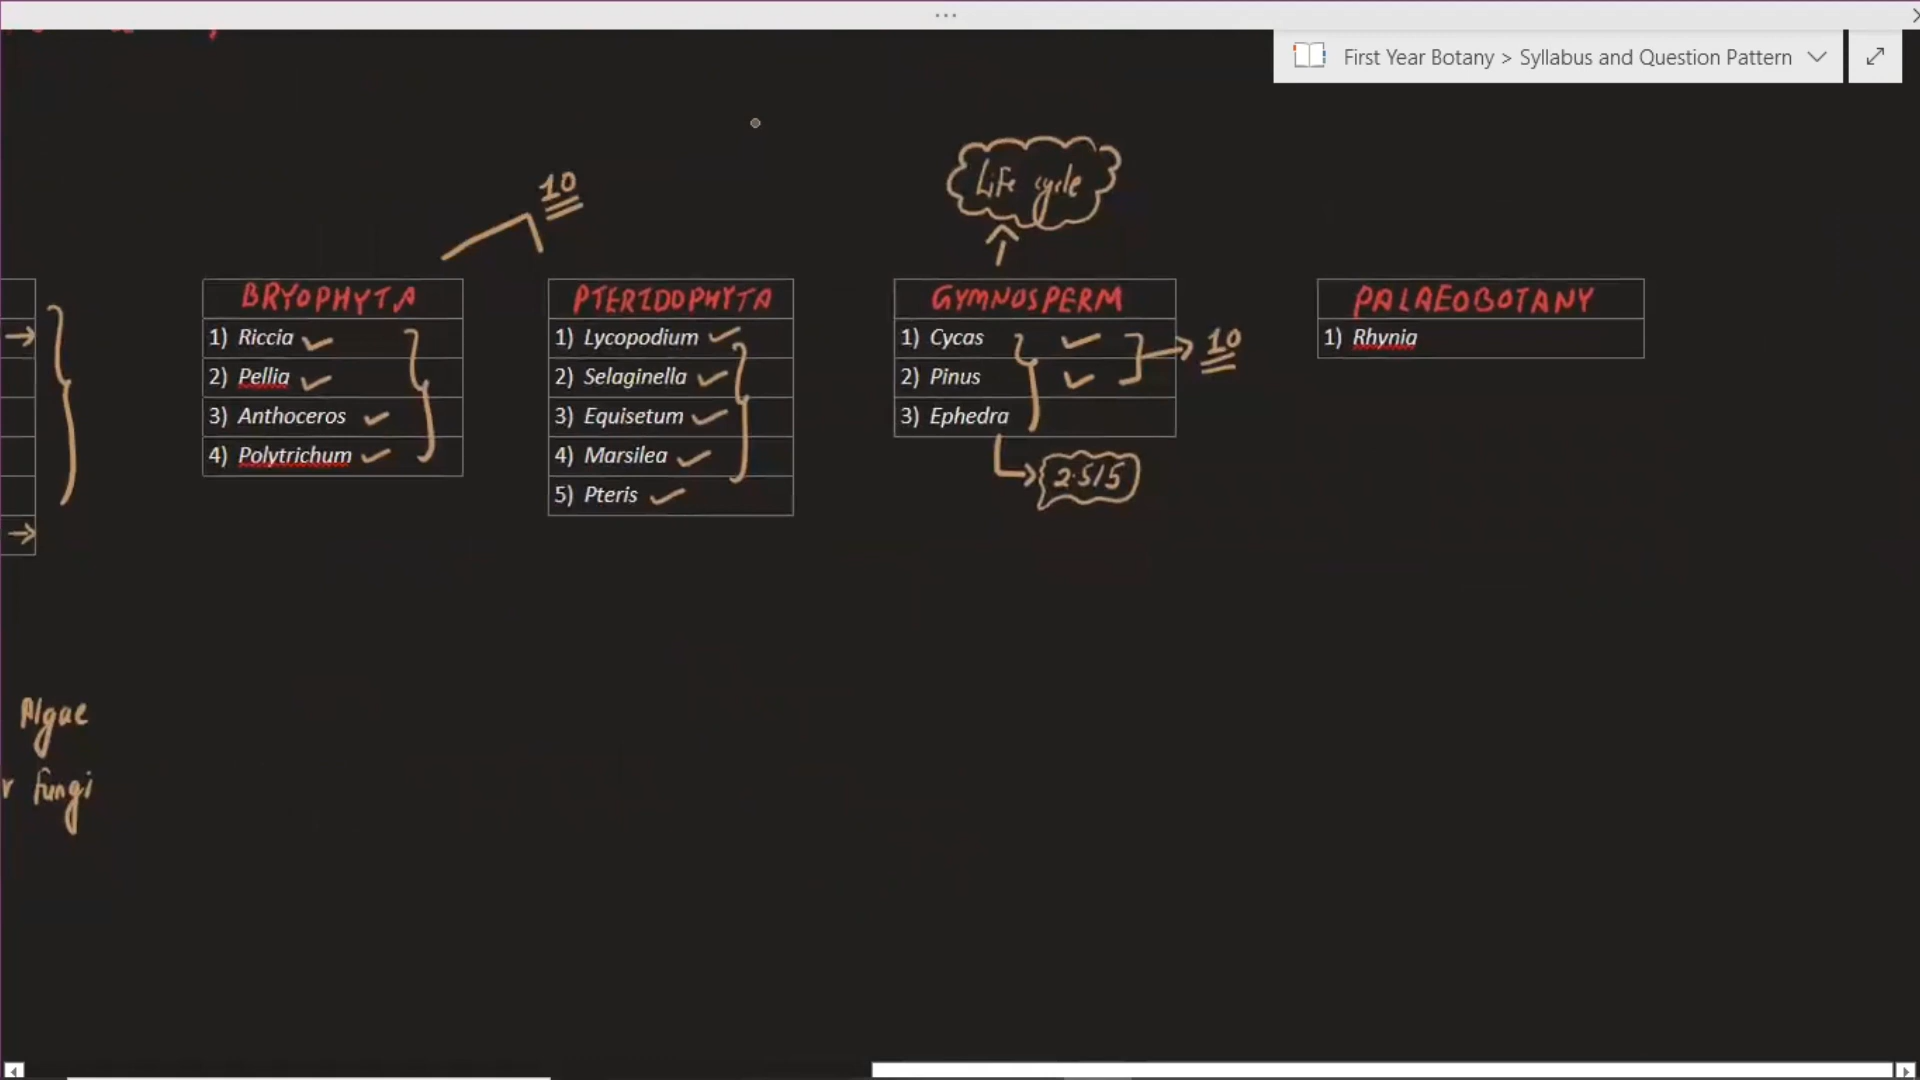 First Year Botany > Syllabus and Question Pattern
Life cycle
10
BRYOPHYTA
1) Riccia
2) Pellia
3) Anthoceros
4) Polytrichum
PTERIDOPHYTA
1) Lycopodium
2) Selaginella
3) Equisetum
4) Marsilea
5) Pteris
GYMNOSPERM
1) Cycas
2) Pinus
3) Ephedra
10
2.5/5
PALAEOBOTANY
1) Rhynia
Algae
fungi